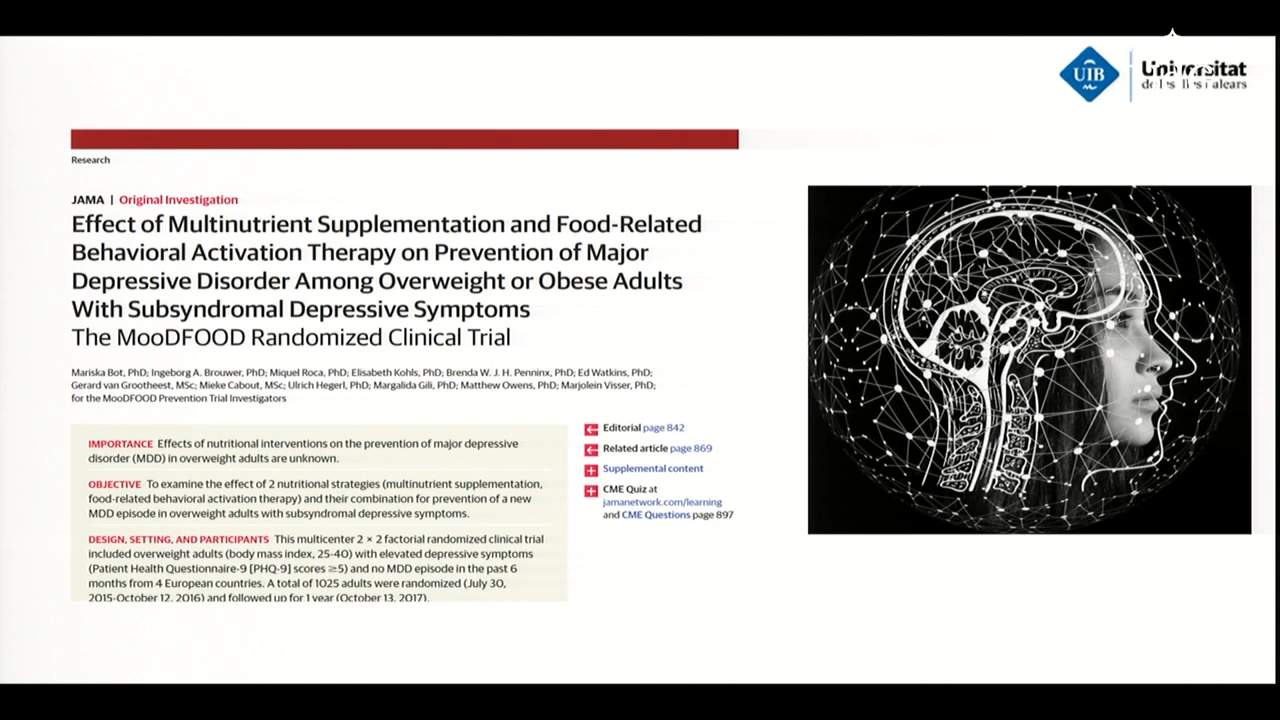 UIB
Universitat
Research
JAMA | Original Investigation
Effect of Multinutrient Supplementation and Food-Related
Behavioral Activation Therapy on Prevention of Major
Depressive Disorder Among Overweight or Obese Adults
With Subsyndromal Depressive Symptoms
The MooDFOOD Randomized Clinical Trial
Mariska Bot, PhD; Ingeborg A. Brouwer, PhD; Miquel Roca, PhD; Elisabeth Kohls, PhD; Brenda W. J. H. Penninx, PhD; Ed Watkins, PhD;
Gerard van Grootheest, MSc; Mieke Cabout, MSc; Ulrich Hegerl, PhD; Margalida Gili, PhD; Matthew Owens, PhD; Marjolein Visser, PhD;
for the MooDFOOD Prevention Trial Investigators
IMPORTANCE Effects of nutritional interventions on the prevention of major depressive
disorder (MDD) in overweight adults are unknown.
OBJECTIVE To examine the effect of 2 nutritional strategies (multinutrient supplementation,
food-related behavioral activation therapy) and their combination for prevention of a new
MDD episode in overweight adults with subsyndromal depressive symptoms.
DESIGN, SETTING, AND PARTICIPANTS This multicenter 2 × 2 factorial randomized clinical trial
included overweight adults (body mass index, 25-40) with elevated depressive symptoms
(Patient Health Questionnaire-9 [PHQ-9] scores ≥5) and no MDD episode in the past 6
months from 4 European countries. A total of 1025 adults were randomized (July 30,
2015-October 12, 2016) and followed up for 1 year (October 13, 2017).
Editorial page 842
Related article page 869
Supplemental content
CME Quiz at
jamanetwork.com/learning
and CME Questions page 897